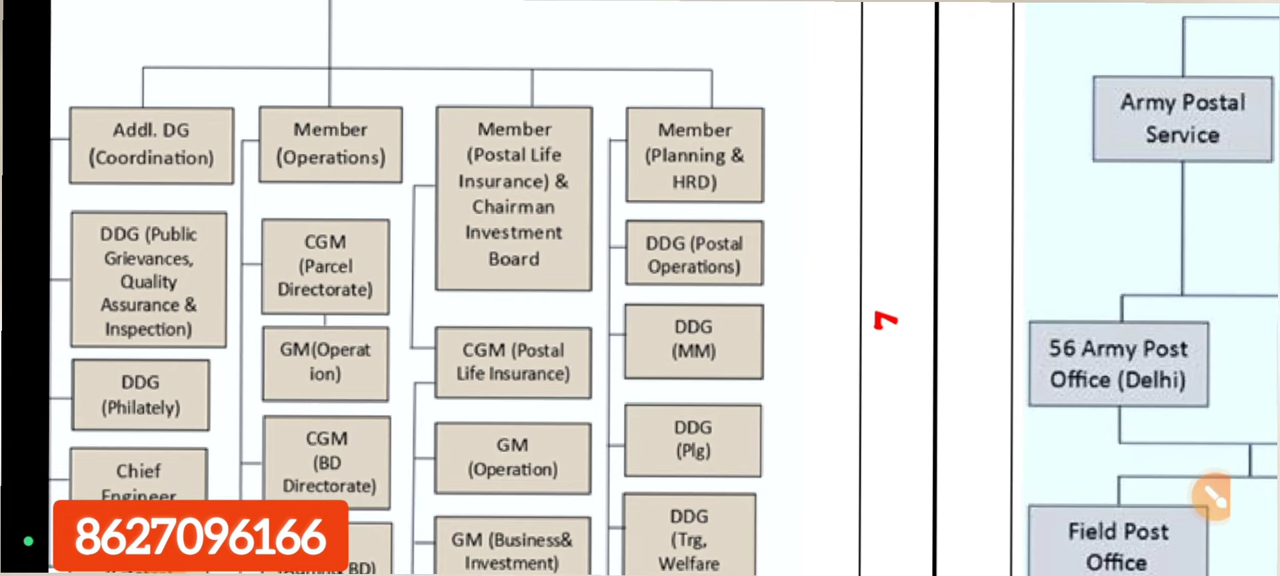 Addl. DG
(Coordination)
DDG (Public
Grievances,
Quality
Assurance &
Inspection)
DDG
(Philately)
Chief
Engineer
Member
(Operations)
CGM
(Parcel
Directorate)
GM(Operat
ion)
CGM
(BD
Directorate)
BD)
Member
(Postal Life
Insurance) &
Chairman
Investment
Board
CGM (Postal
Life Insurance)
GM
(Operation)
GM (Business&
Investment)
Member
(Planning &
HRD)
DDG (Postal
Operations)
DDG
(MM)
DDG
(Plg)
DDG
(Trg,
Welfare
7
Army Postal
Service
56 Army Post
Office (Delhi)
Field Post
Office
8627096166